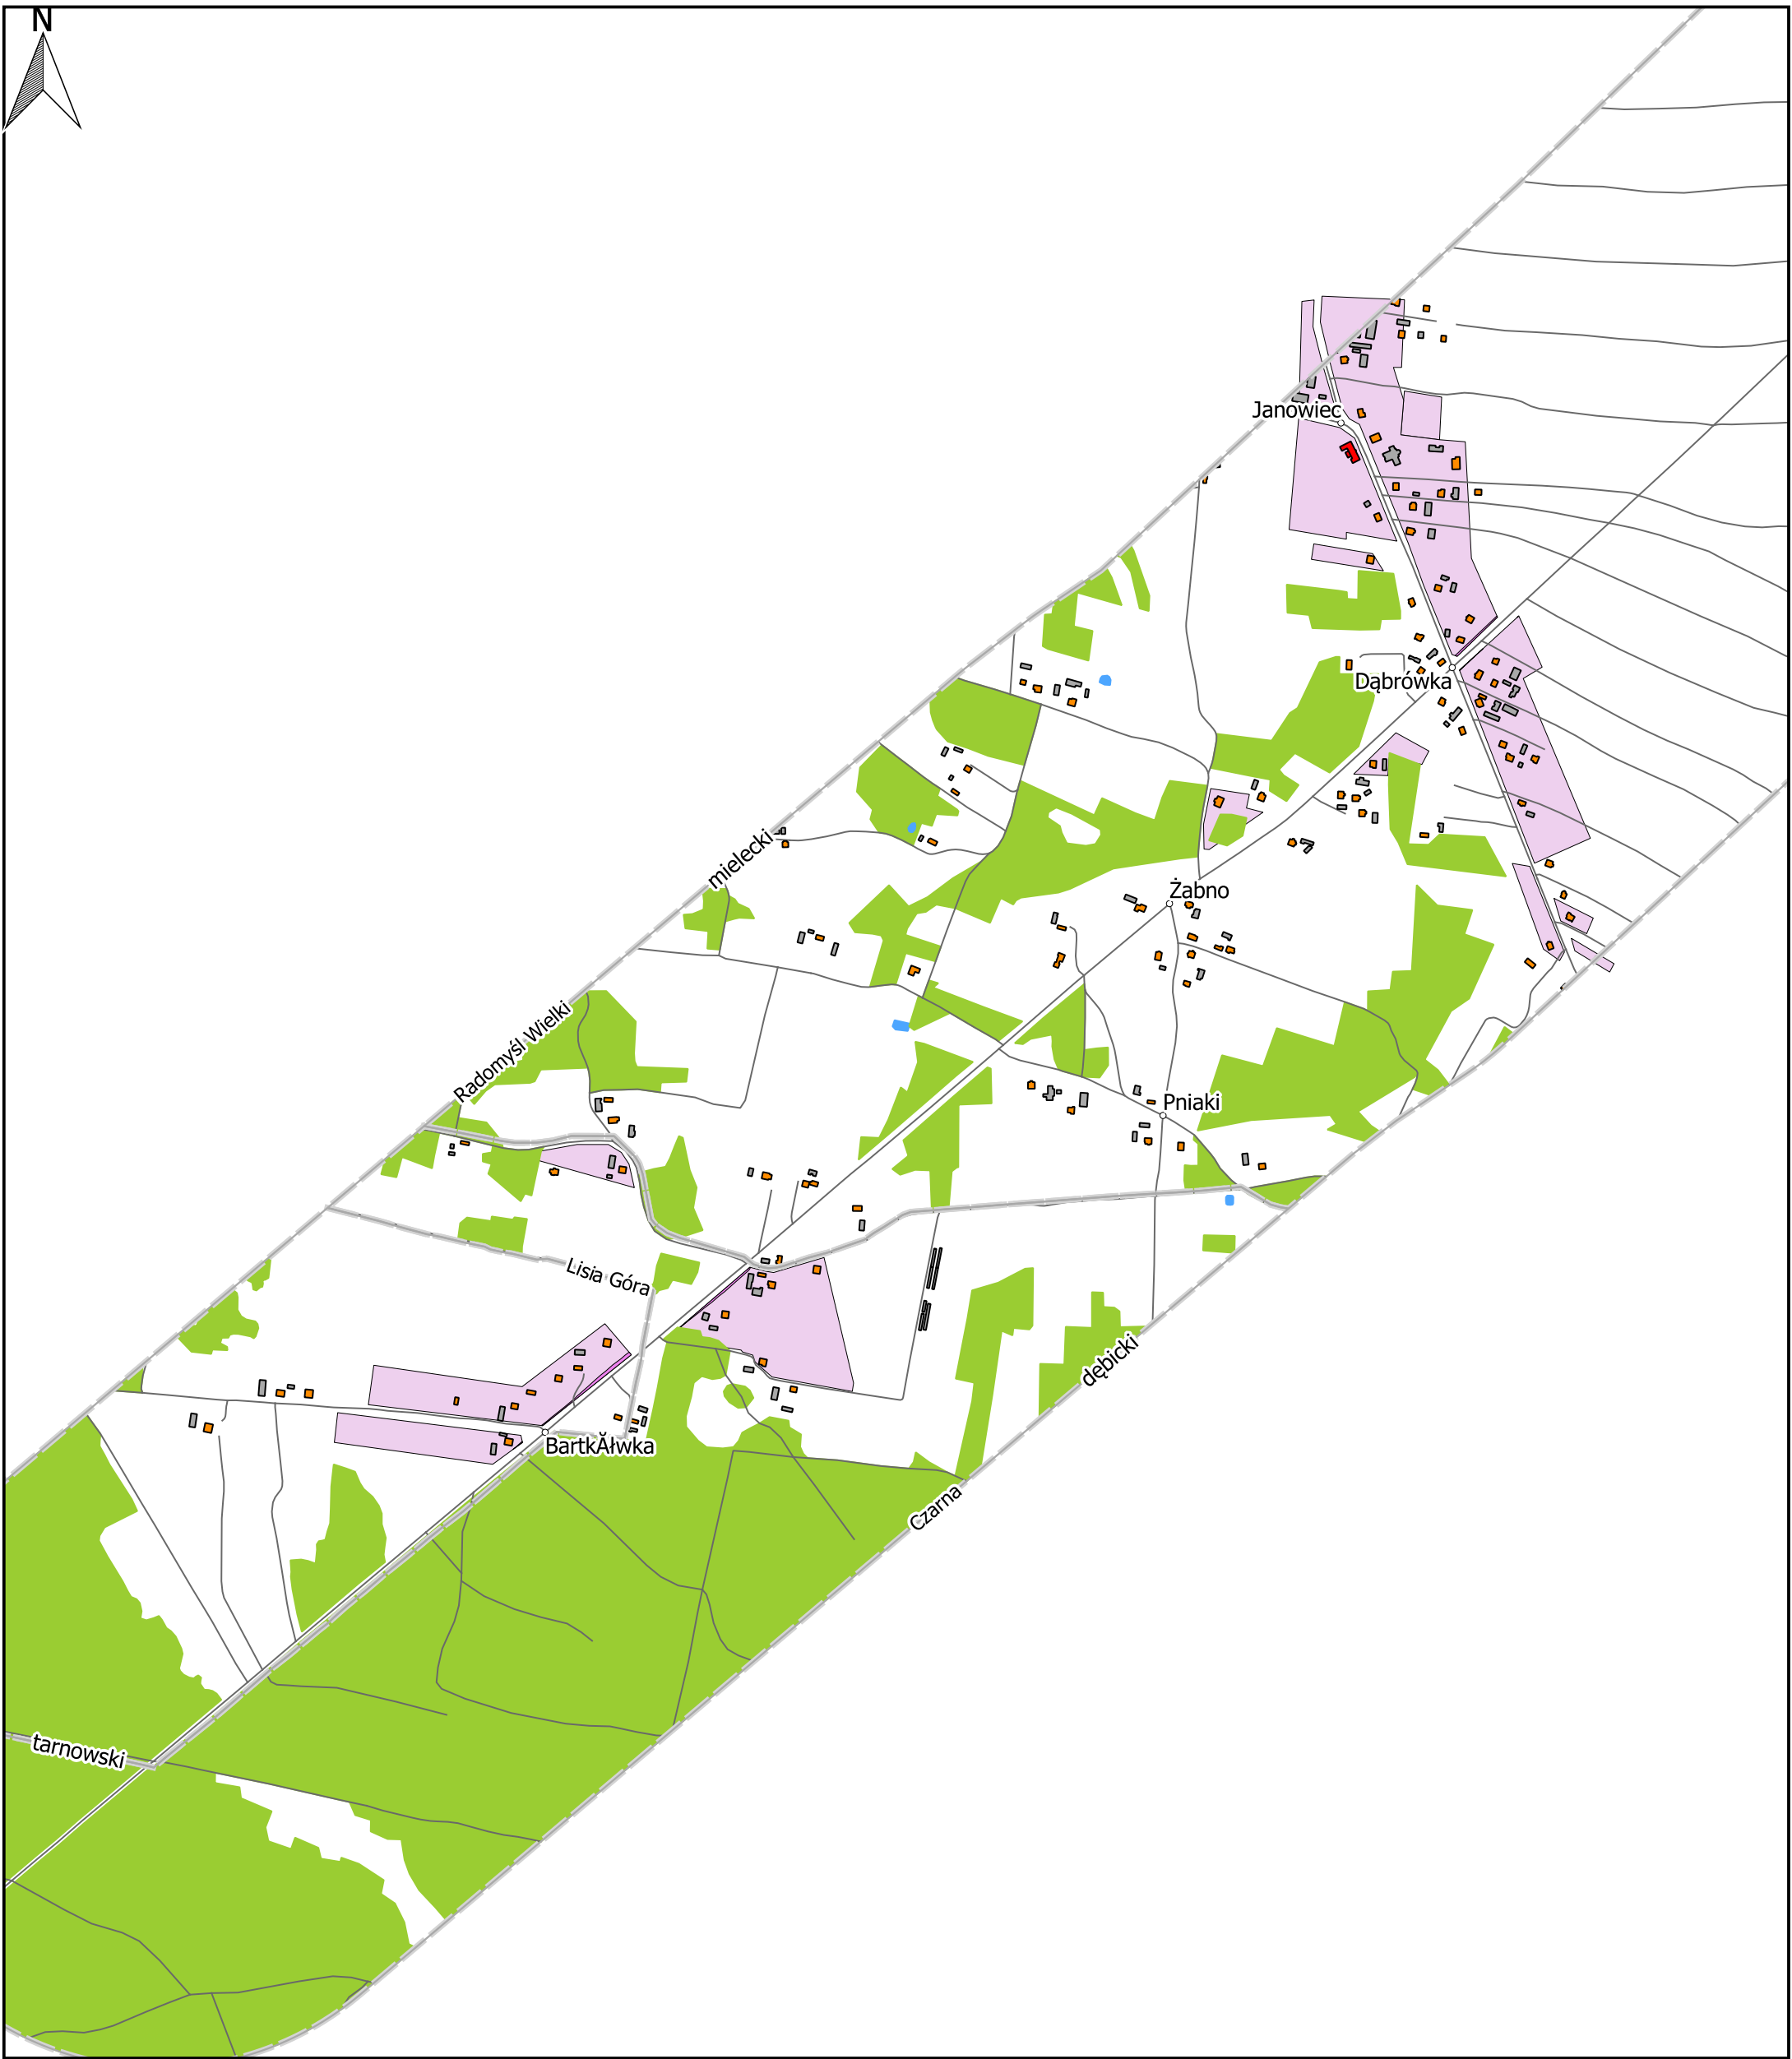 N
Janowiec
Dąbrówka
mielecki
Żabno
Radomyśl Wielki
Pniaki
Lisia Góra
dębicki
BartkĂłwka
Czarna
tarnowski